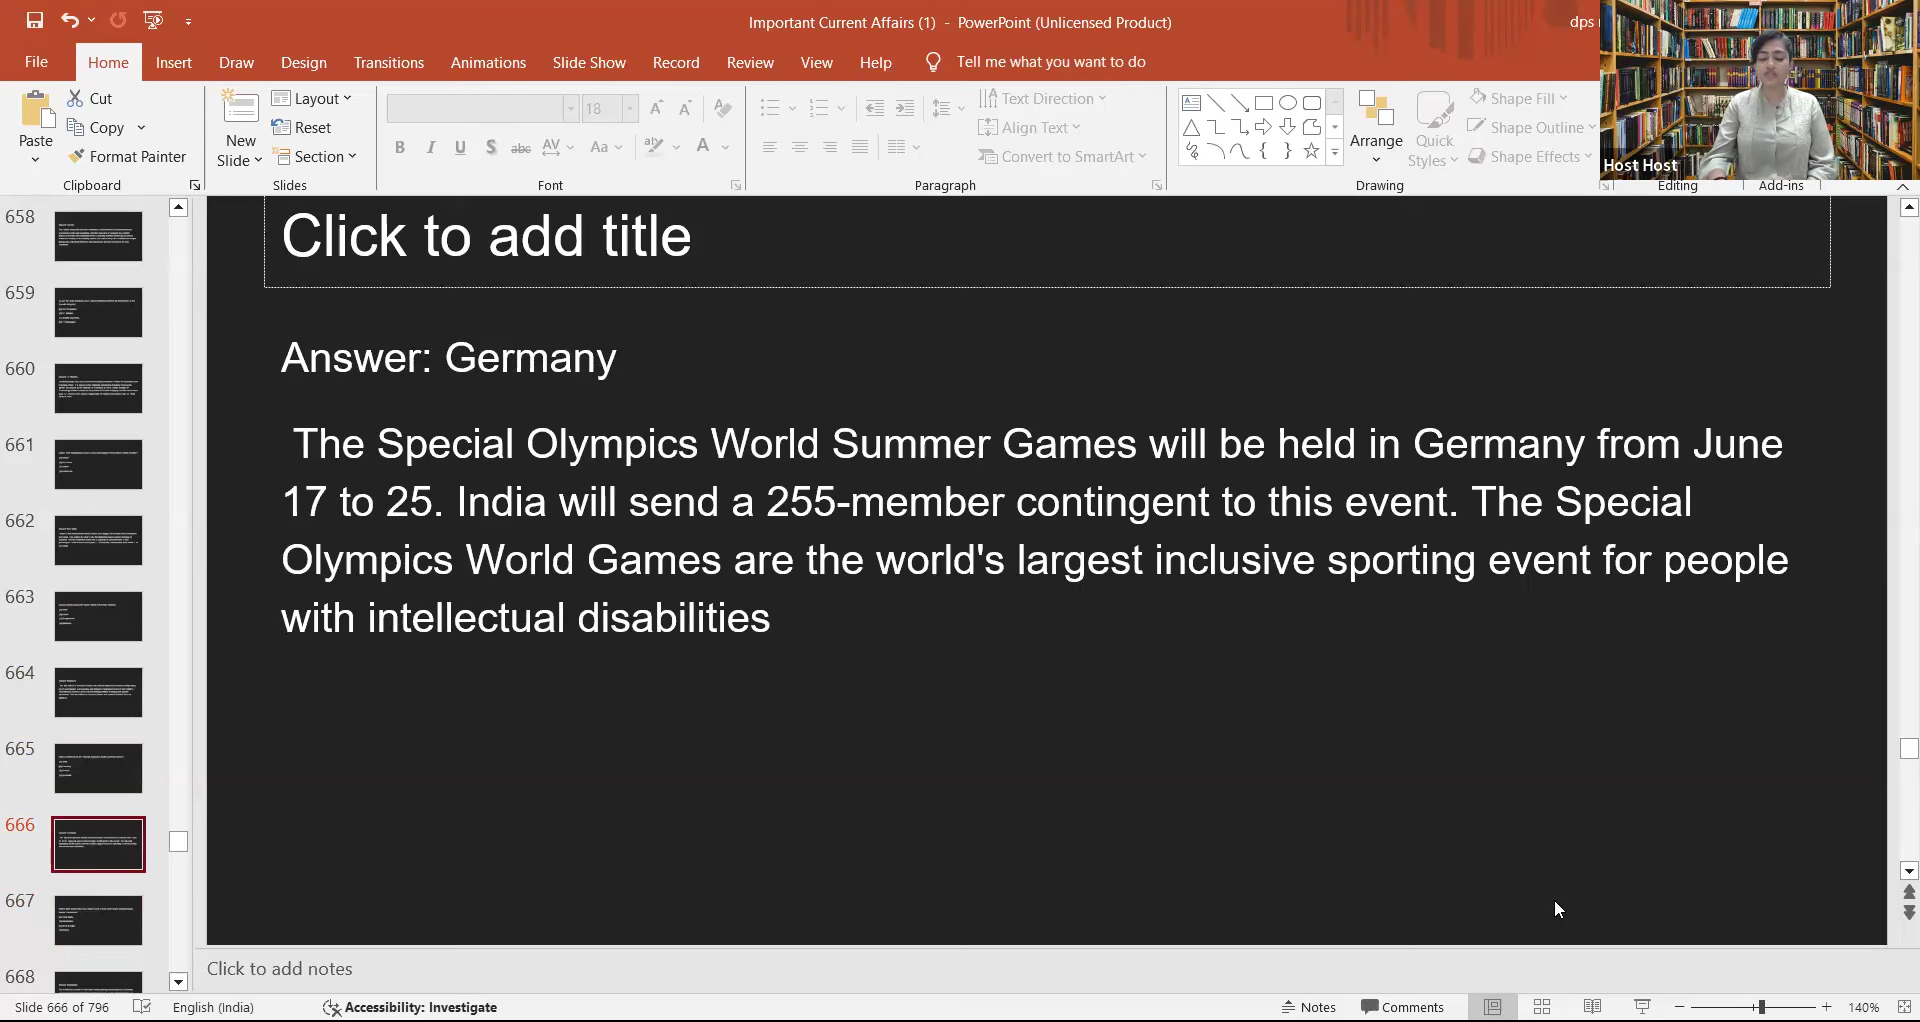 Important Current Affairs (1) - PowerPoint (Unlicensed Product)
dps
File Home Insert Draw Design Transitions Animations Slide Show Record Review View Help Tell me what you want to do
Cut
Copy
Format Painter
Paste
Clipboard
New
Slide
Layout
Reset
Section
Slides
18
Font
Text Direction
Align Text
Convert to SmartArt
Paragraph
Arrange
Quick
Styles
Shape Fill
Shape Outline
Shape Effects
Drawing
Editing
Add-ins
Host Host
658
659
660
661
662
663
664
665
666
667
668
Click to add title
Answer: Germany
The Special Olympics World Summer Games will be held in Germany from June
17 to 25. India will send a 255-member contingent to this event. The Special
Olympics World Games are the world's largest inclusive sporting event for people
with intellectual disabilities
Click to add notes
Slide 666 of 796 English (India) Accessibility: Investigate Notes Comments 140%